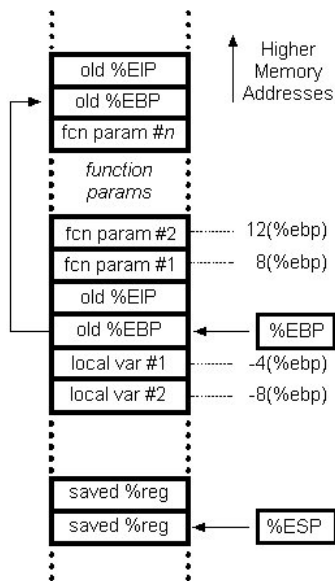 old %EIP
old %EBP
fcn param #n
Higher
Memory
Addresses
function
params
fcn param #2 12(%ebp)
fcn param #1 8(%ebp)
old %EIP
old %EBP %EBP
local var #1 -4(%ebp)
local var #2 -8(%ebp)
saved %reg
saved %reg %ESP